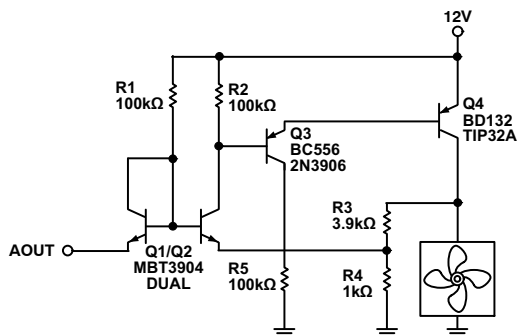 12V
R1
100kΩ
R2
100kΩ
Q3
BC556
2N3906
Q4
BD132
TIP32A
AOUT
Q1/Q2
MBT3904
DUAL
R3
3.9kΩ
R5
100kΩ
R4
1kΩ